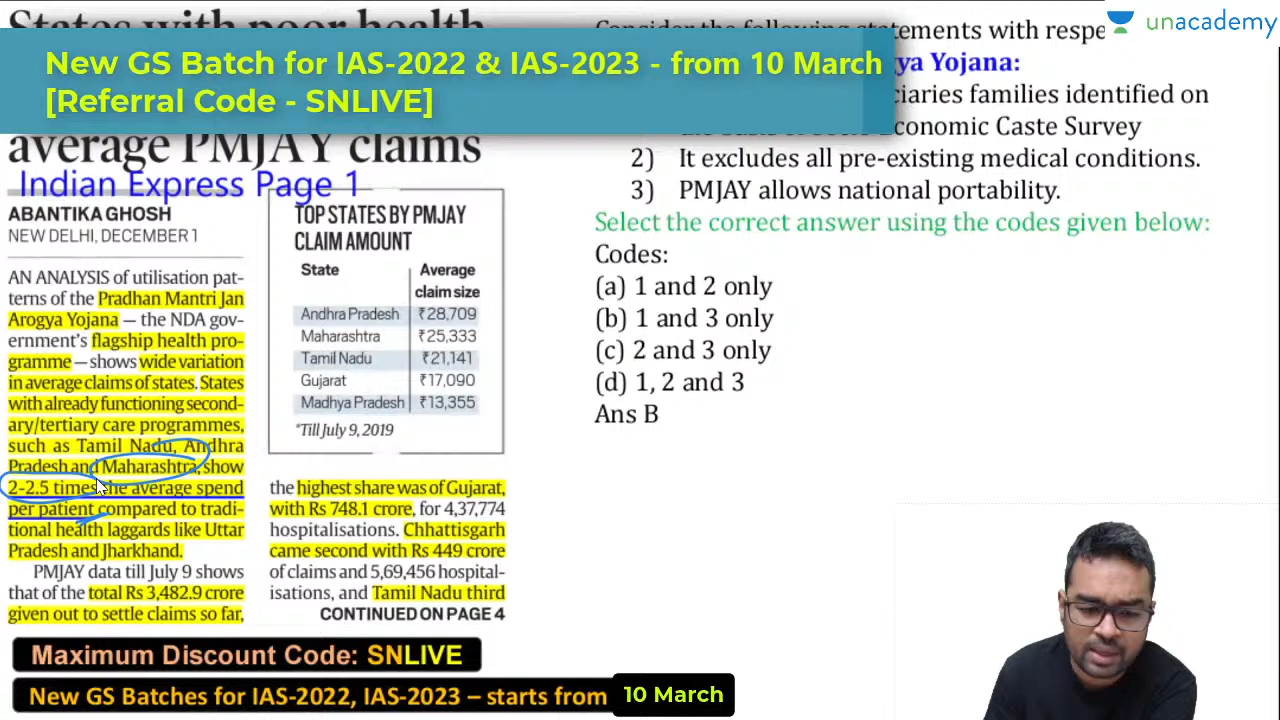 States with poor health
New GS Batch for IAS-2022 & IAS-2023 - from 10 March
[Referral Code - SNLIVE]
average PMJAY claims
Indian Express Page 1
ABANTIKA GHOSH
NEW DELHI, DECEMBER 1
AN ANALYSIS of utilisation pat-
terns of the Pradhan Mantri Jan
Arogya Yojana — the NDA gov-
ernment's flagship health pro-
gramme — shows wide variation
in average claims of states. States
with already functioning second-
ary/tertiary care programmes,
such as Tamil Nadu, Andhra
Pradesh and Maharashtra, show
2-2.5 times the average spend
per patient compared to tradi-
tional health laggards like Uttar
Pradesh and Jharkhand.
PMJAY data till July 9 shows
that of the total Rs 3,482.9 crore
given out to settle claims so far,
TOP STATES BY PMJAY
CLAIM AMOUNT
State Average
claim size
Andhra Pradesh ₹28,709
Maharashtra ₹25,333
Tamil Nadu ₹21,141
Gujarat ₹17,090
Madhya Pradesh ₹13,355
*Till July 9, 2019
the highest share was of Gujarat,
with Rs 748.1 crore, for 4,37,774
hospitalisations. Chhattisgarh
came second with Rs 449 crore
of claims and 5,69,456 hospital-
isations, and Tamil Nadu third
CONTINUED ON PAGE 4
unacademy
Consider the following statements with respe
ya Yojana:
ciaries families identified on
Economic Caste Survey
2) It excludes all pre-existing medical conditions.
3) PMJAY allows national portability.
Select the correct answer using the codes given below:
Codes:
(a) 1 and 2 only
(b) 1 and 3 only
(c) 2 and 3 only
(d) 1, 2 and 3
Ans B
Maximum Discount Code: SNLIVE
New GS Batches for IAS-2022, IAS-2023 – starts from 10 March